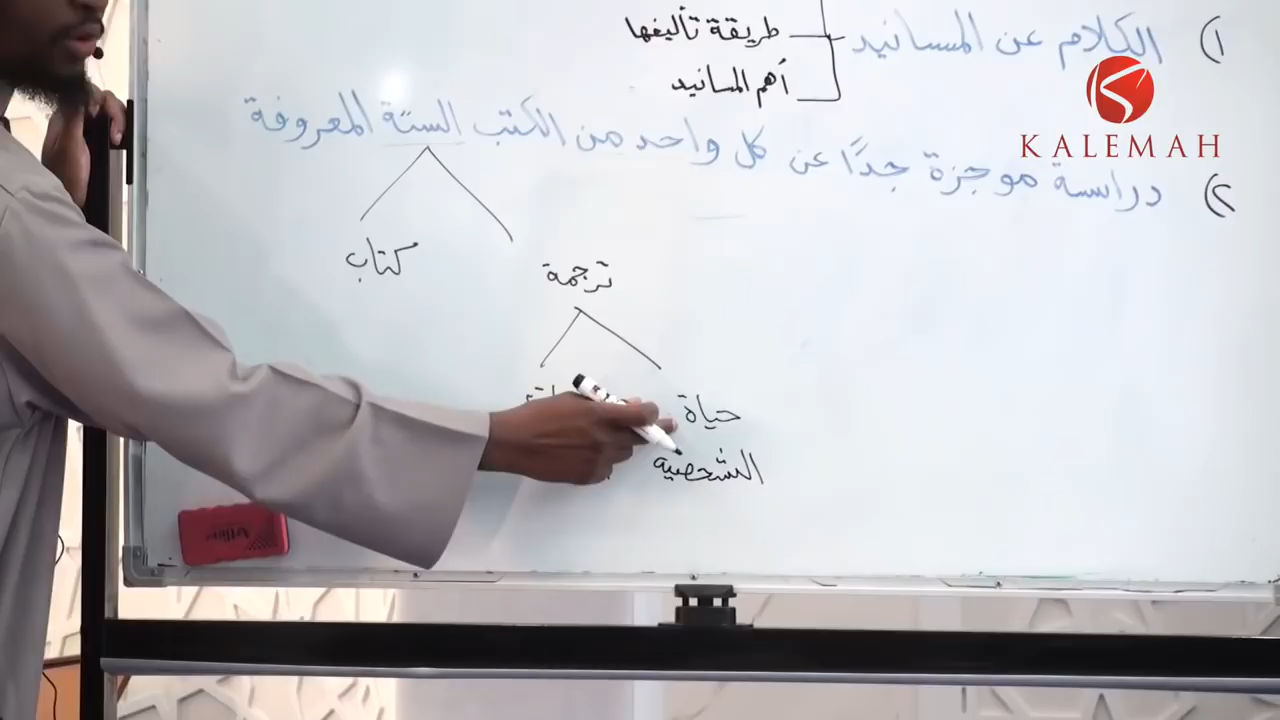 ١) الكلام عن المسانيد
طريقة تأليفها
أهم المسانيد
٢) دراسة موجزة جدًا عن كل واحد من الكتب الستة المعروفة
كتاب
ترجمة
حياة
الشخصية
KALEMAH